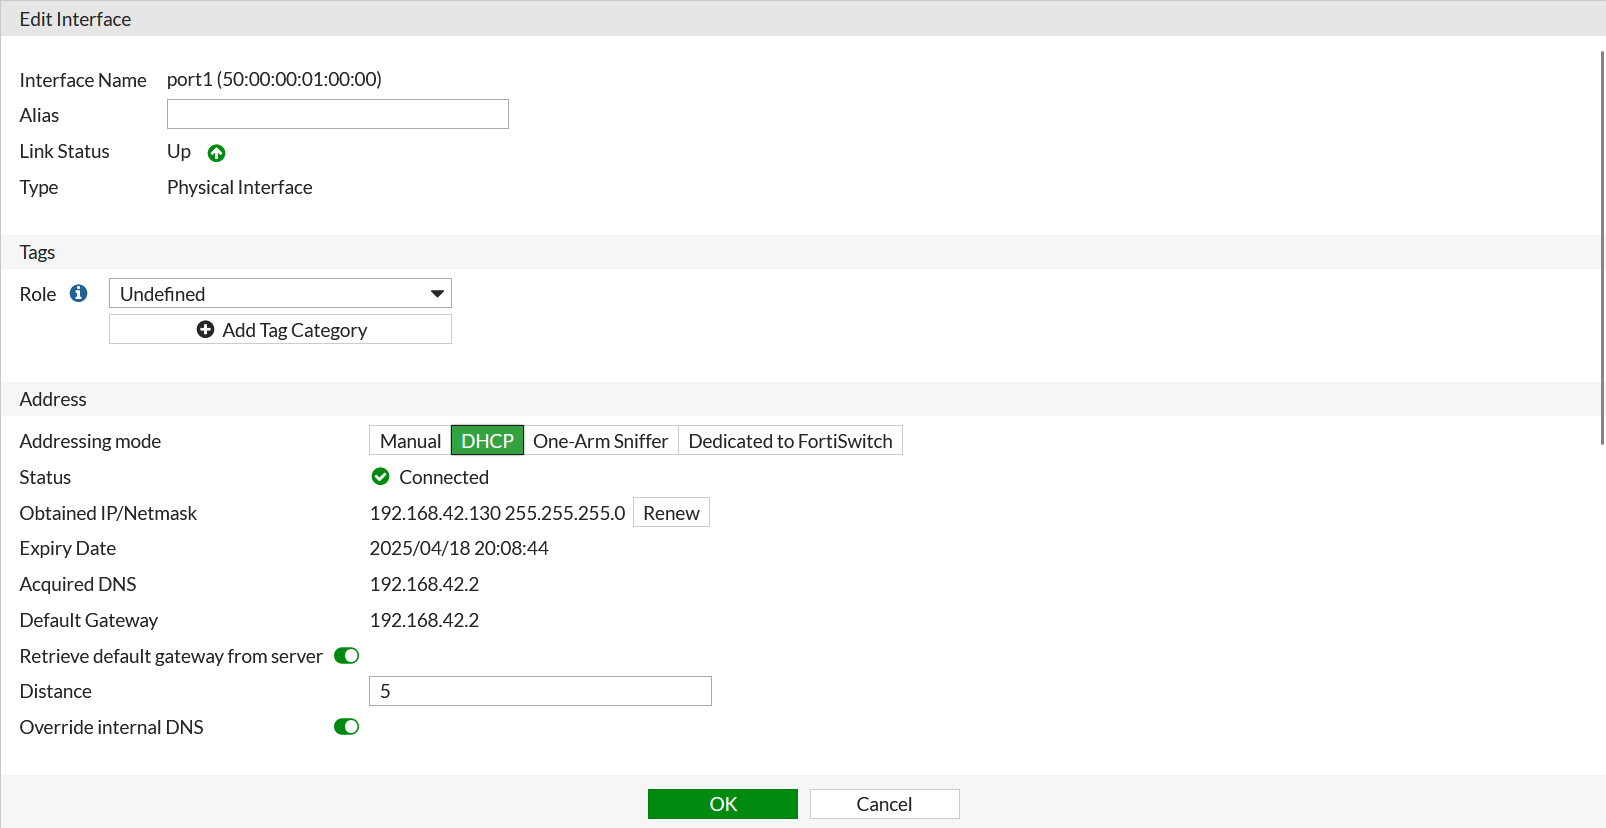 Edit Interface
Interface Name port1 (50:00:00:01:00:00)
Alias
Link Status Up
Type Physical Interface
Tags
Role Undefined
Add Tag Category
Address
Addressing mode Manual DHCP One-Arm Sniffer Dedicated to FortiSwitch
Status Connected
Obtained IP/Netmask 192.168.42.130 255.255.255.0 Renew
Expiry Date 2025/04/18 20:08:44
Acquired DNS 192.168.42.2
Default Gateway 192.168.42.2
Retrieve default gateway from server
Distance 5
Override internal DNS
OK Cancel